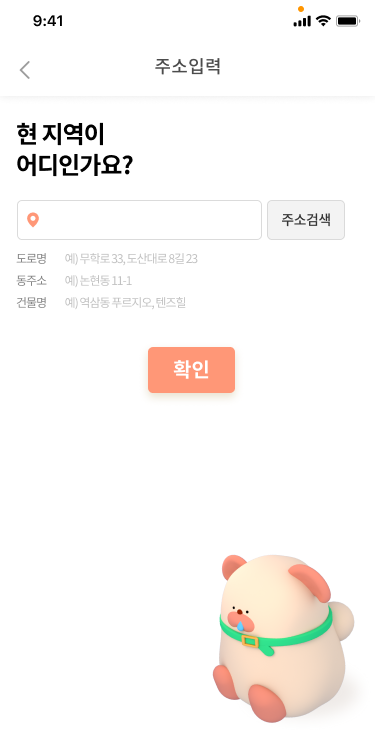 9:41
주소입력
현 지역이
어디인가요?
주소검색
도로명 예) 무학로 33, 도산대로 8길 23
동주소 예) 논현동 11-1
건물명 예) 역삼동 푸르지오, 텐즈힐
확인